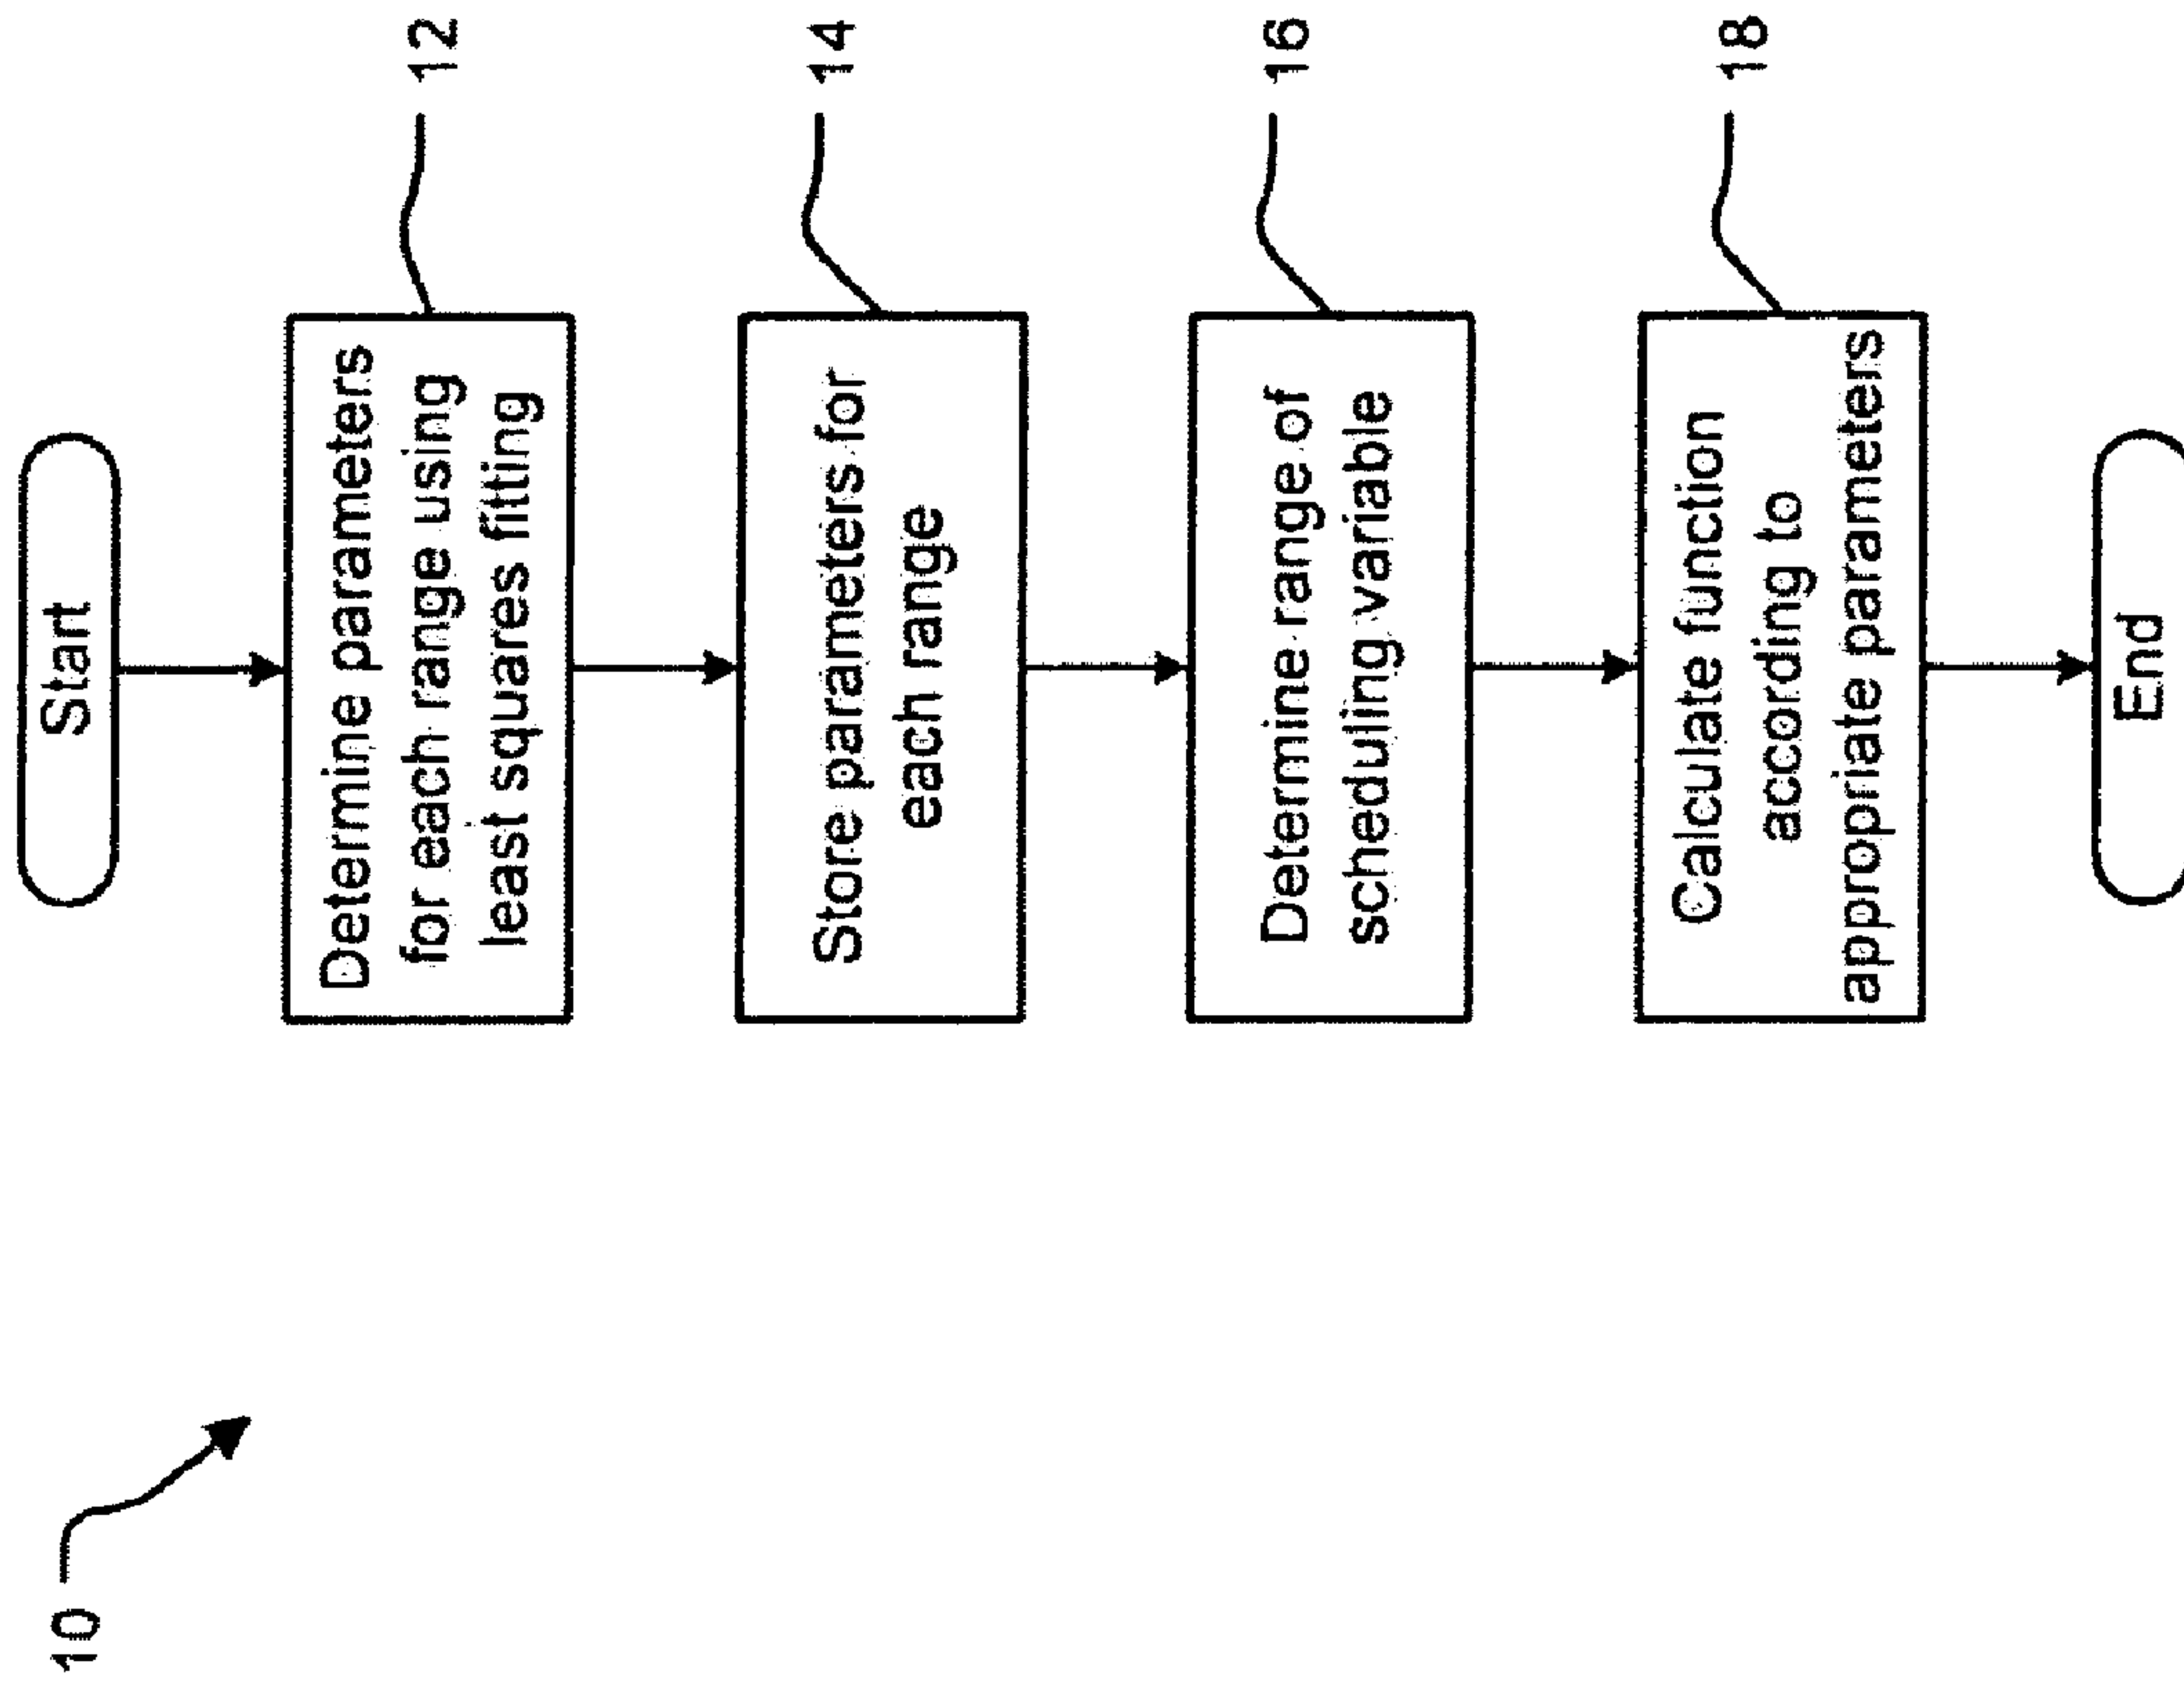 10
Start
Determine parameters
for each range using
least squares fitting
12
Store parameters for
each range
14
Determine range of
scheduling variable
16
Calculate function
according to
appropriate parameters
18
End